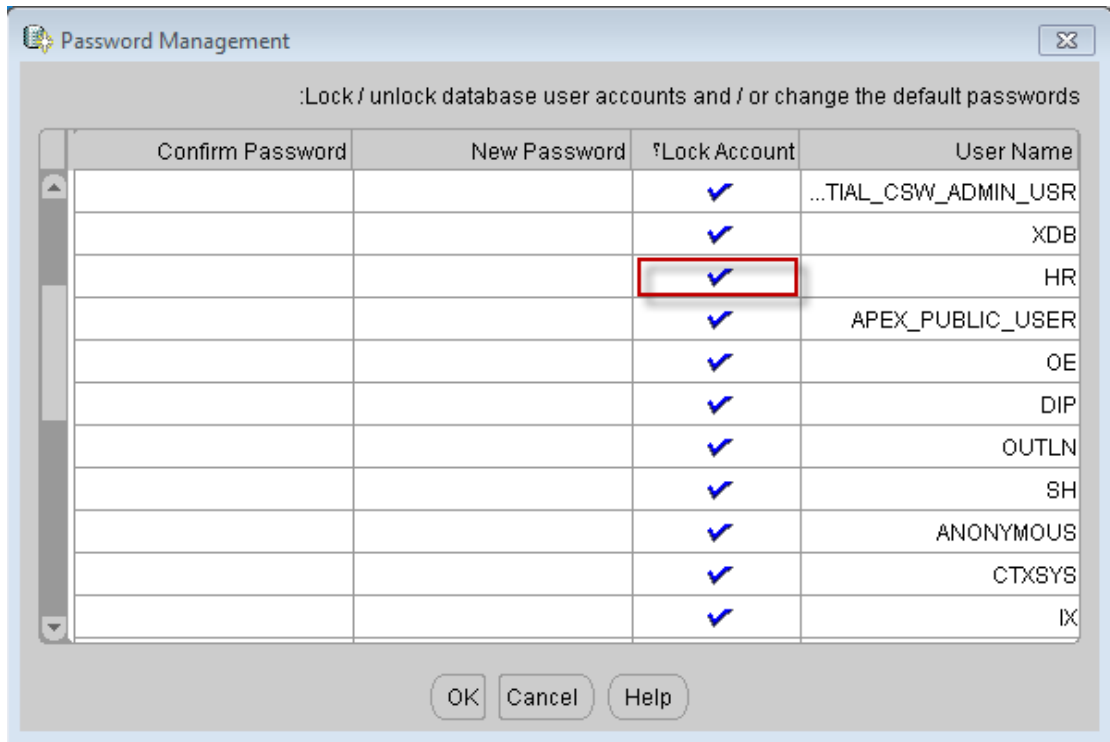 Password Management
:Lock / unlock database user accounts and / or change the default passwords
Confirm Password New Password ؟Lock Account User Name
...TIAL_CSW_ADMIN_USR
XDB
HR
APEX_PUBLIC_USER
OE
DIP
OUTLN
SH
ANONYMOUS
CTXSYS
IX
OK Cancel Help